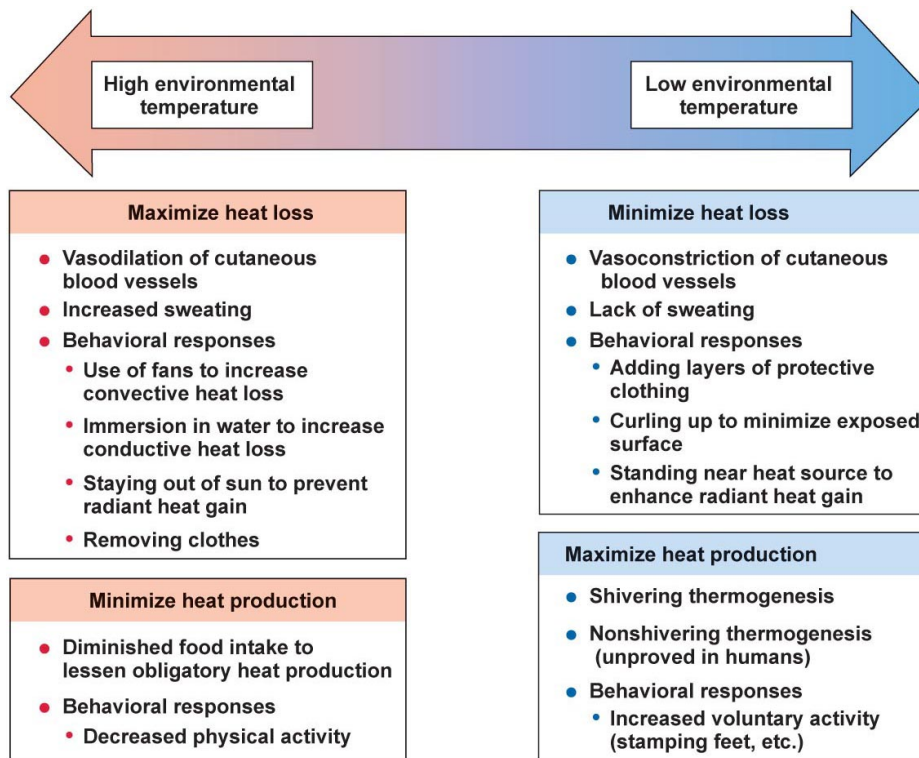 High environmental
temperature
Low environmental
temperature
Maximize heat loss
• Vasodilation of cutaneous
blood vessels
• Increased sweating
• Behavioral responses
• Use of fans to increase
convective heat loss
• Immersion in water to increase
conductive heat loss
• Staying out of sun to prevent
radiant heat gain
• Removing clothes
Minimize heat production
• Diminished food intake to
lessen obligatory heat production
• Behavioral responses
• Decreased physical activity
Minimize heat loss
• Vasoconstriction of cutaneous
blood vessels
• Lack of sweating
• Behavioral responses
• Adding layers of protective
clothing
• Curling up to minimize exposed
surface
• Standing near heat source to
enhance radiant heat gain
Maximize heat production
• Shivering thermogenesis
• Nonshivering thermogenesis
(unproved in humans)
• Behavioral responses
• Increased voluntary activity
(stamping feet, etc.)